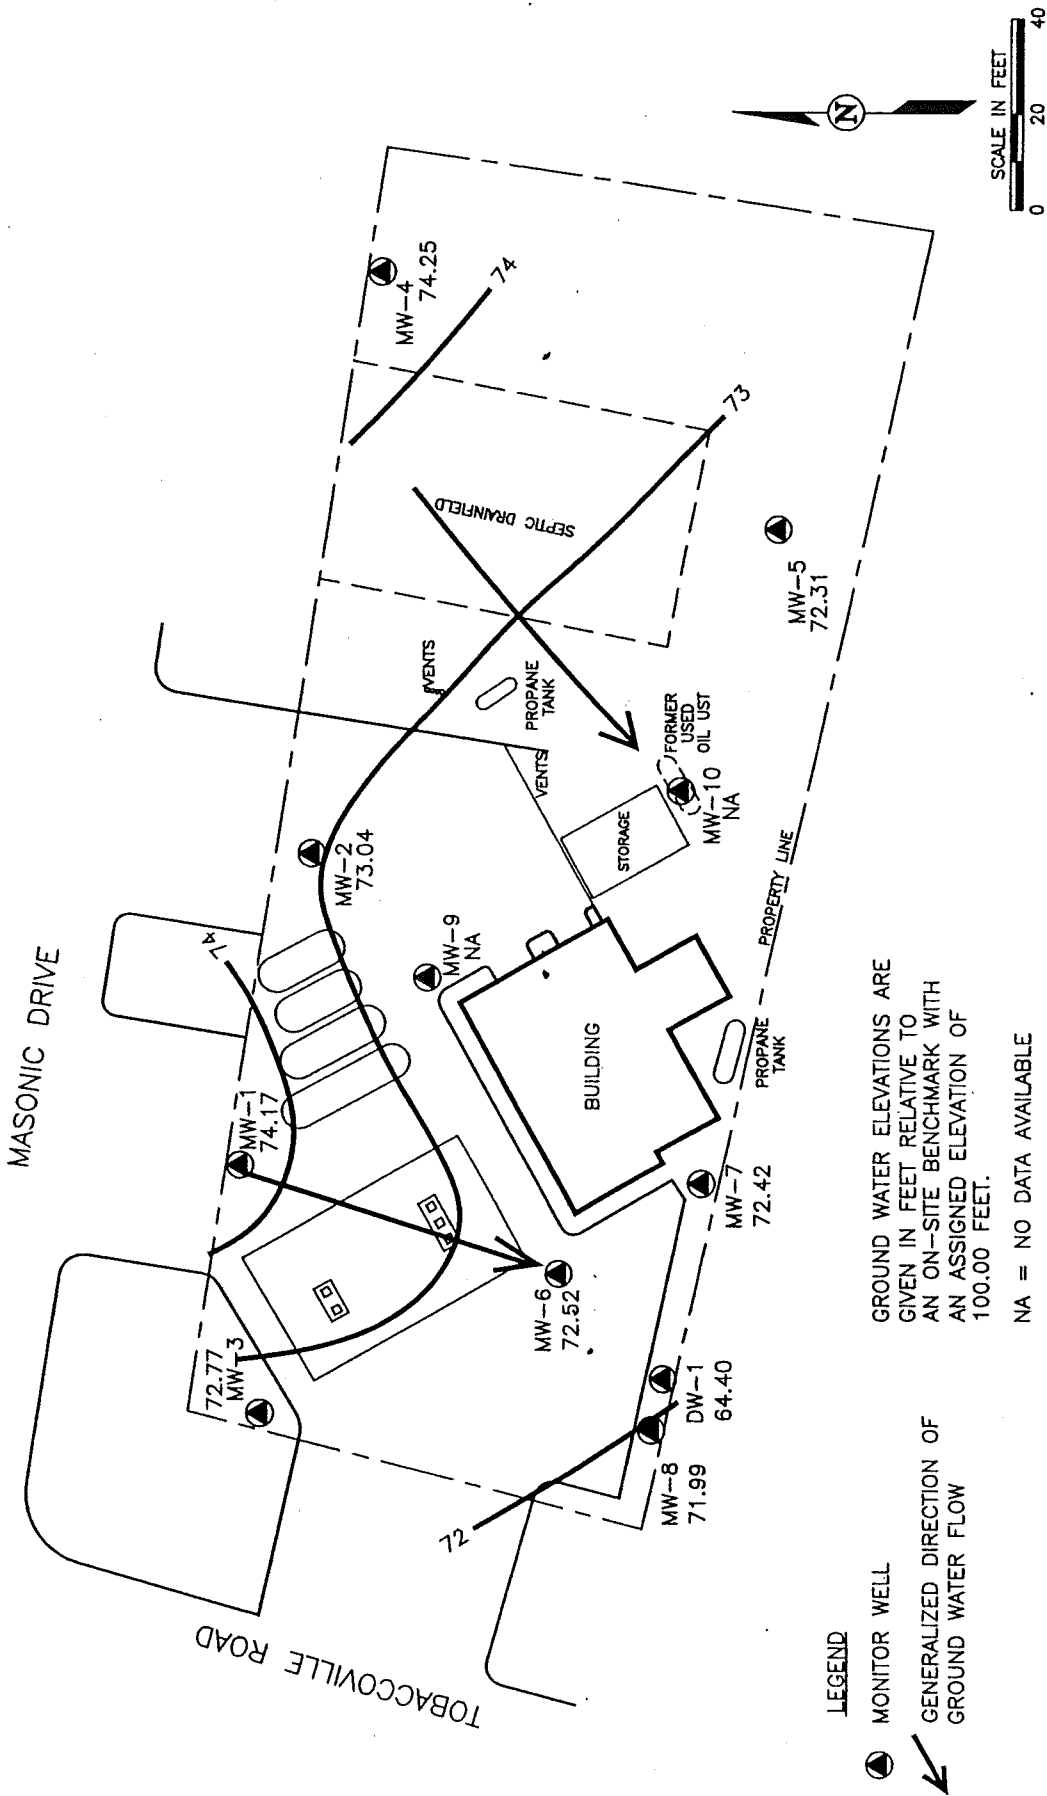 MASONIC DRIVE
TOBACCOVILLE ROAD
72.77
MW-3
MW-1
74.17
74
MW-2
73.04
MW-4
74.25
74
73
SEPTIC DRAINFIELD
VENTS
PROPANE
TANK
VENTS
FORMER
USED
OIL UST
MW-10
NA
STORAGE
MW-9
NA
BUILDING
MW-5
72.31
MW-6
72.52
MW-7
72.42
PROPANE
TANK
PROPERTY LINE
DW-1
64.40
MW-8
71.99
72
LEGEND
MONITOR WELL
GENERALIZED DIRECTION OF
GROUND WATER FLOW
GROUND WATER ELEVATIONS ARE
GIVEN IN FEET RELATIVE TO
AN ON-SITE BENCHMARK WITH
AN ASSIGNED ELEVATION OF
100.00 FEET.
NA = NO DATA AVAILABLE
N
SCALE IN FEET
0 20 40